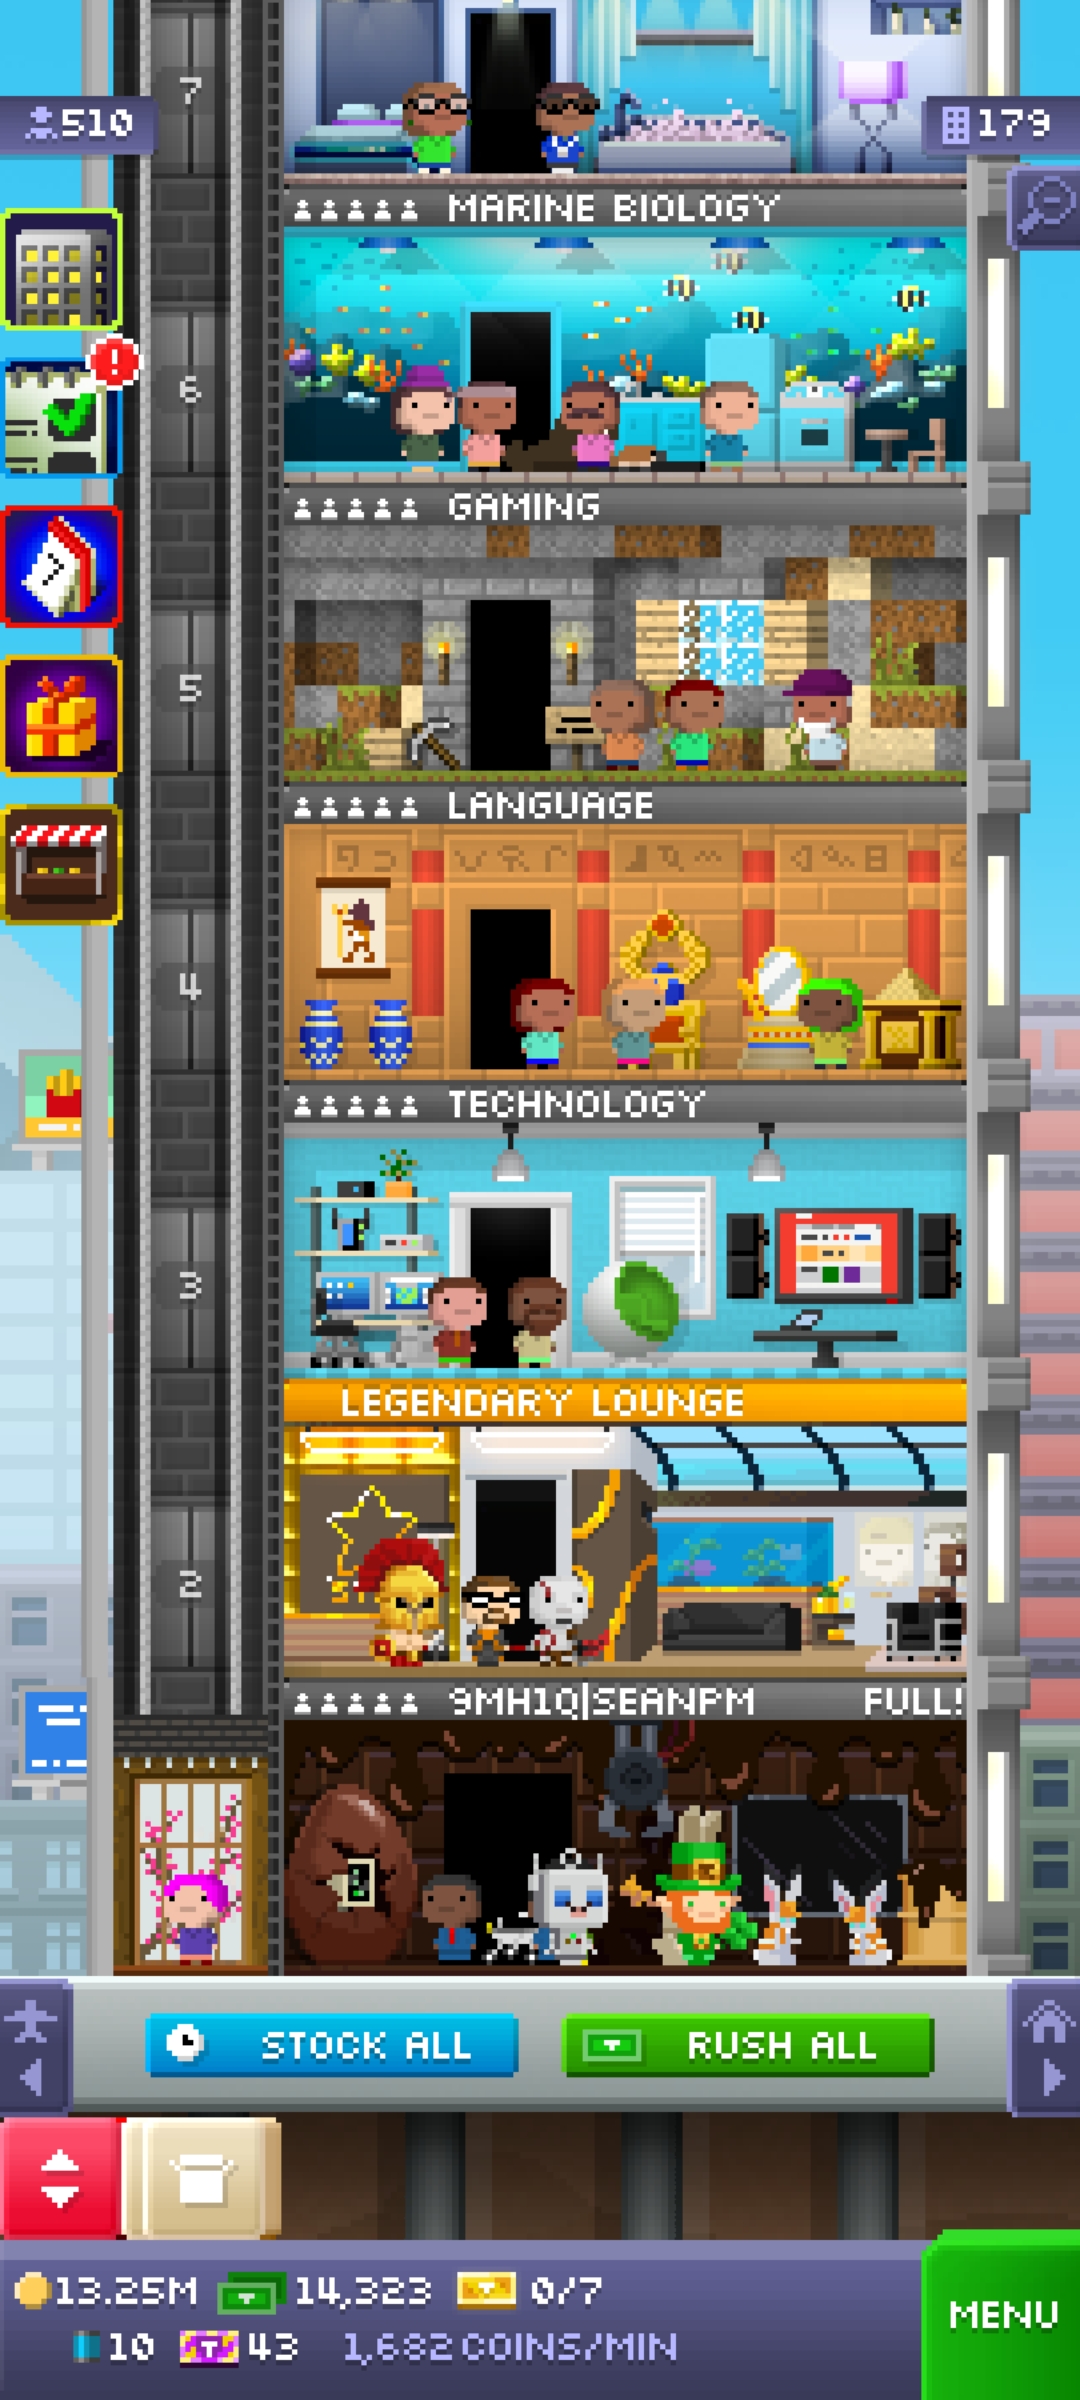 7
510
179
MARINE BIOLOGY
6
GAMING
5
LANGUAGE
4
TECHNOLOGY
3
LEGENDARY LOUNGE
2
9MH1Q|SEANPM FULL!
STOCK ALL
RUSH ALL
13.25M 14,323 0/7
10 43 1,682 COINS/MIN
MENU